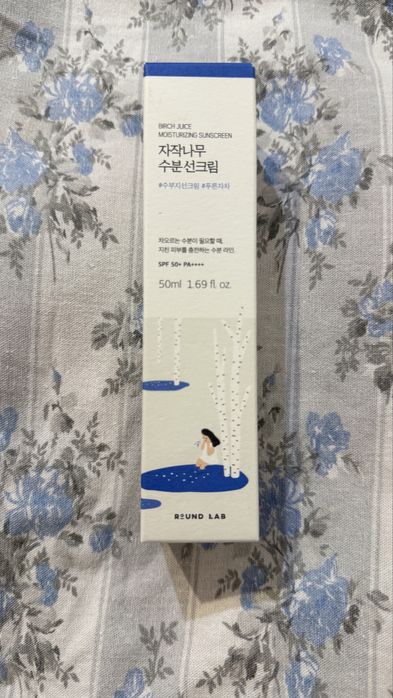 BIRCH JUICE
MOISTURIZING SUNSCREEN
자작나무
수분 선크림
#수부지선크림 #푸른자차
차오르는 수분이 필요할 때,
지친 피부를 충전하는 수분 라인.
SPF 50+ PA++++
50ml 1.69 fl. oz.
ROUND LAB